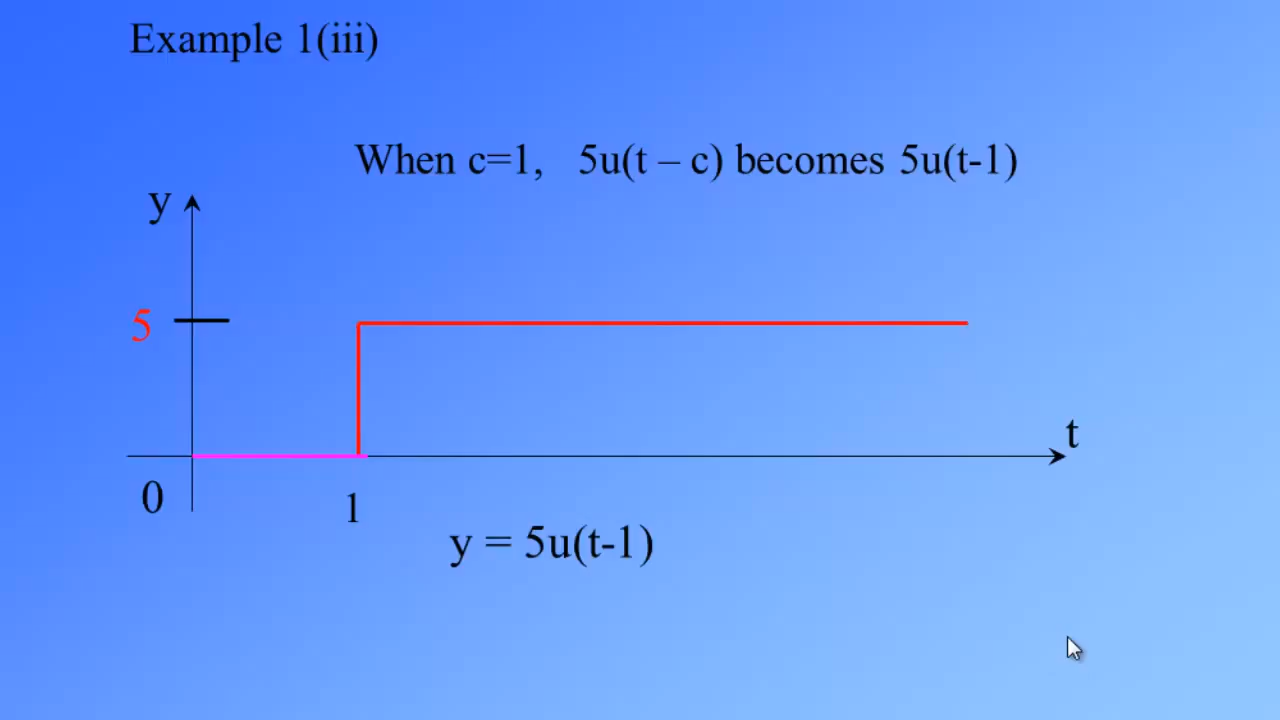 Example 1(iii)
When c=1, 5u(t – c) becomes 5u(t-1)
y
5
t
0
1
y = 5u(t-1)